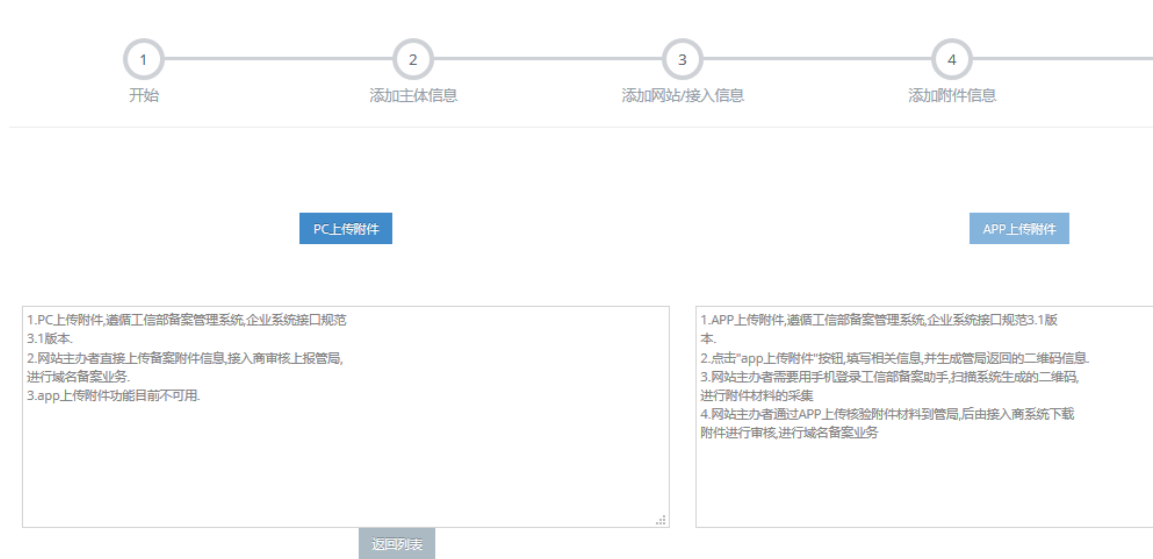 1
2
3
4
开始
添加主体信息
添加网站/接入信息
添加附件信息
PC上传附件
APP上传附件
1.PC上传附件,遵循工信部备案管理系统,企业系统接口规范
3.1版本.
2.网站主办者直接上传备案附件信息,接入商审核上报管局,
进行域名备案业务.
3.app上传附件功能目前不可用.
1.APP上传附件,遵循工信部备案管理系统,企业系统接口规范3.1版
本.
2.点击"app上传附件"按钮,填写相关信息,并生成管局返回的二维码信息.
3.网站主办者需要用手机登录工信部备案助手,扫描系统生成的二维码,
进行附件材料的采集
4.网站主办者通过APP上传核验附件材料到管局,后由接入商系统下载
附件进行审核,进行域名备案业务
返回列表